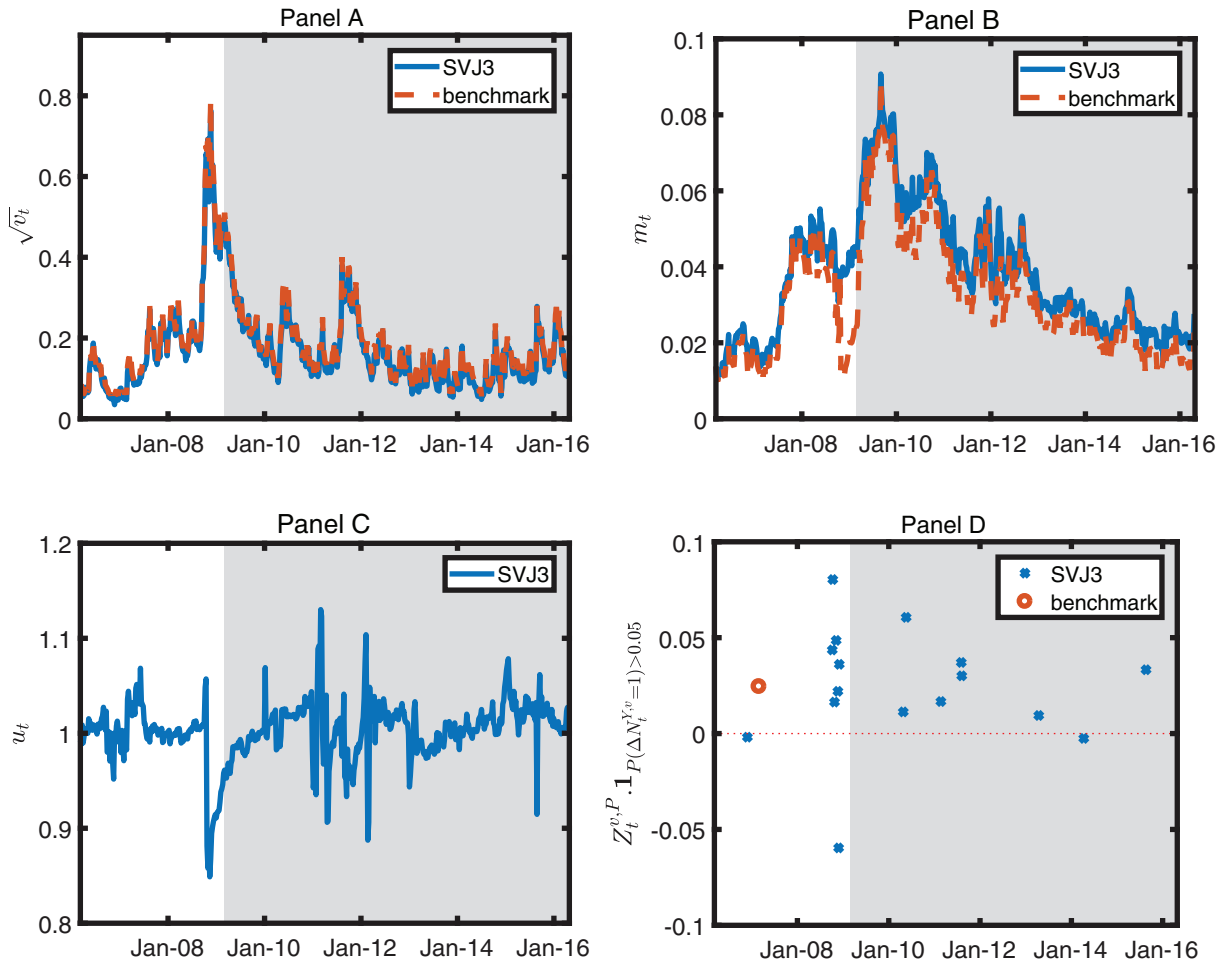 Panel A
SVJ3
benchmark
√v_t
0.8
0.6
0.4
0.2
0
Jan-08 Jan-10 Jan-12 Jan-14 Jan-16
Panel B
SVJ3
benchmark
m_t
0.1
0.08
0.06
0.04
0.02
0
Jan-08 Jan-10 Jan-12 Jan-14 Jan-16
Panel C
SVJ3
u_t
1.2
1.1
1
0.9
0.8
Jan-08 Jan-10 Jan-12 Jan-14 Jan-16
Panel D
SVJ3
benchmark
Z_t^{v,P}.1_{P(ΔN_t^{Y,v}=1)>0.05}
0.1
0.05
0
-0.05
-0.1
Jan-08 Jan-10 Jan-12 Jan-14 Jan-16